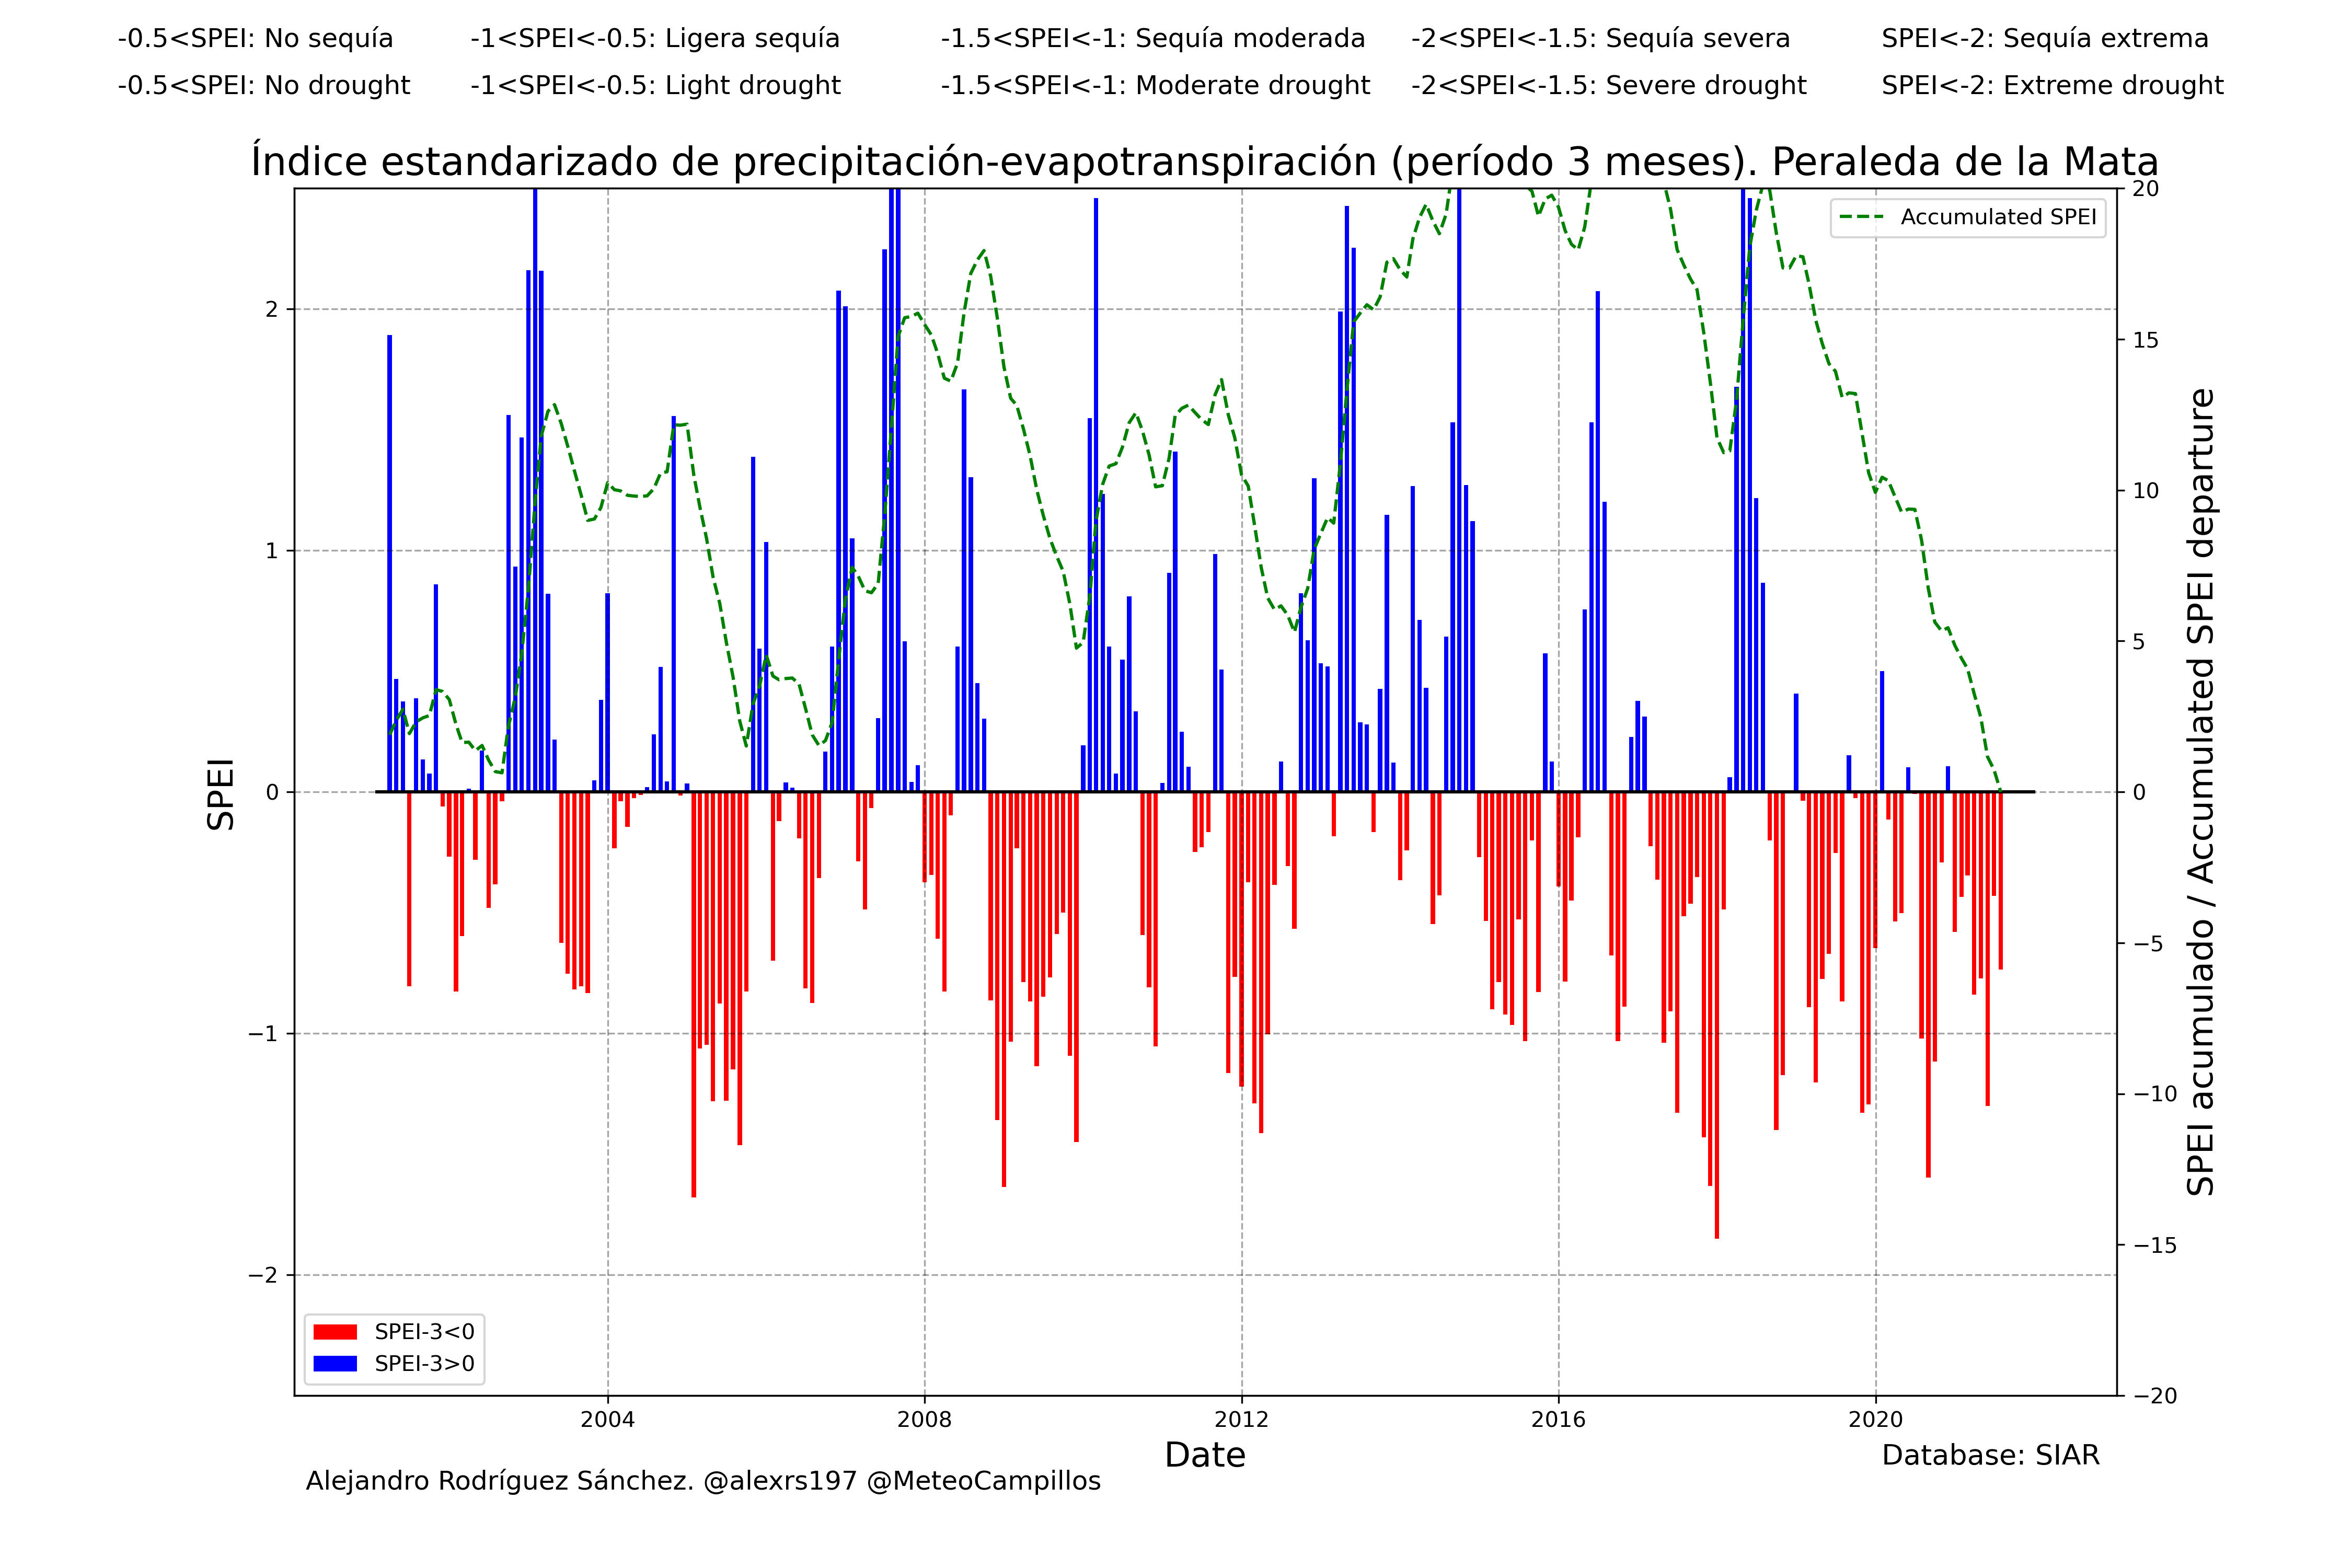 -0.5<SPEI: No sequía -1<SPEI<-0.5: Ligera sequía -1.5<SPEI<-1: Sequía moderada -2<SPEI<-1.5: Sequía severa SPEI<-2: Sequía extrema
-0.5<SPEI: No drought -1<SPEI<-0.5: Light drought -1.5<SPEI<-1: Moderate drought -2<SPEI<-1.5: Severe drought SPEI<-2: Extreme drought
Índice estandarizado de precipitación-evapotranspiración (período 3 meses). Peraleda de la Mata
Accumulated SPEI
SPEI
2
1
0
−1
−2
20
15
10
5
0
−5
−10
−15
−20
SPEI acumulado / Accumulated SPEI departure
SPEI-3<0
SPEI-3>0
2004 2008 2012 2016 2020
Date
Database: SIAR
Alejandro Rodríguez Sánchez. @alexrs197 @MeteoCampillos